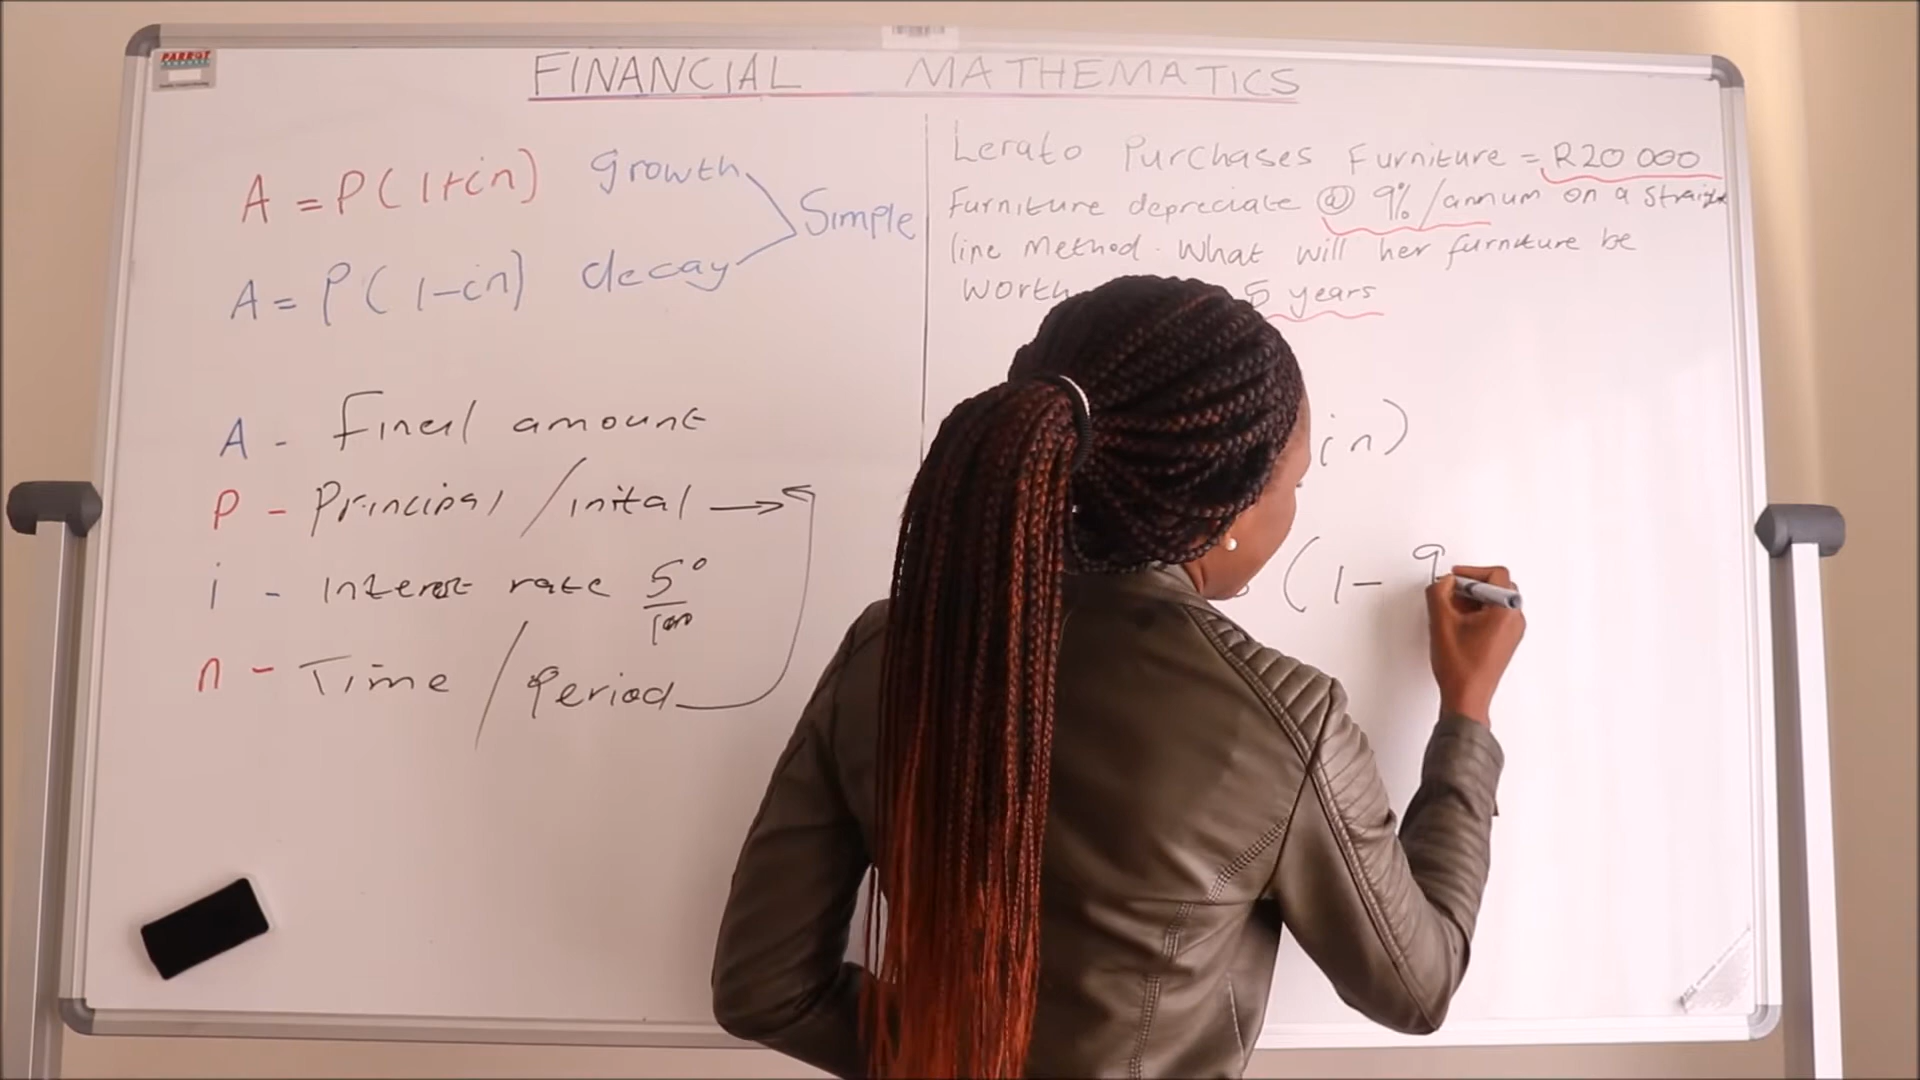 PARROT
PRODUCTS
FINANCIAL MATHEMATICS
A = P(1+in) growth
Simple
A = P(1-in) decay
A - Final amount
P - Principal / inital →
i - Interest rate 5°
100
n - Time / Period
Lerato Purchases Furniture = R20 000
Furniture depreciate @ 9% /annum on a straight
line Method. What will her furniture be
worth 5 years
in)
(1- 9